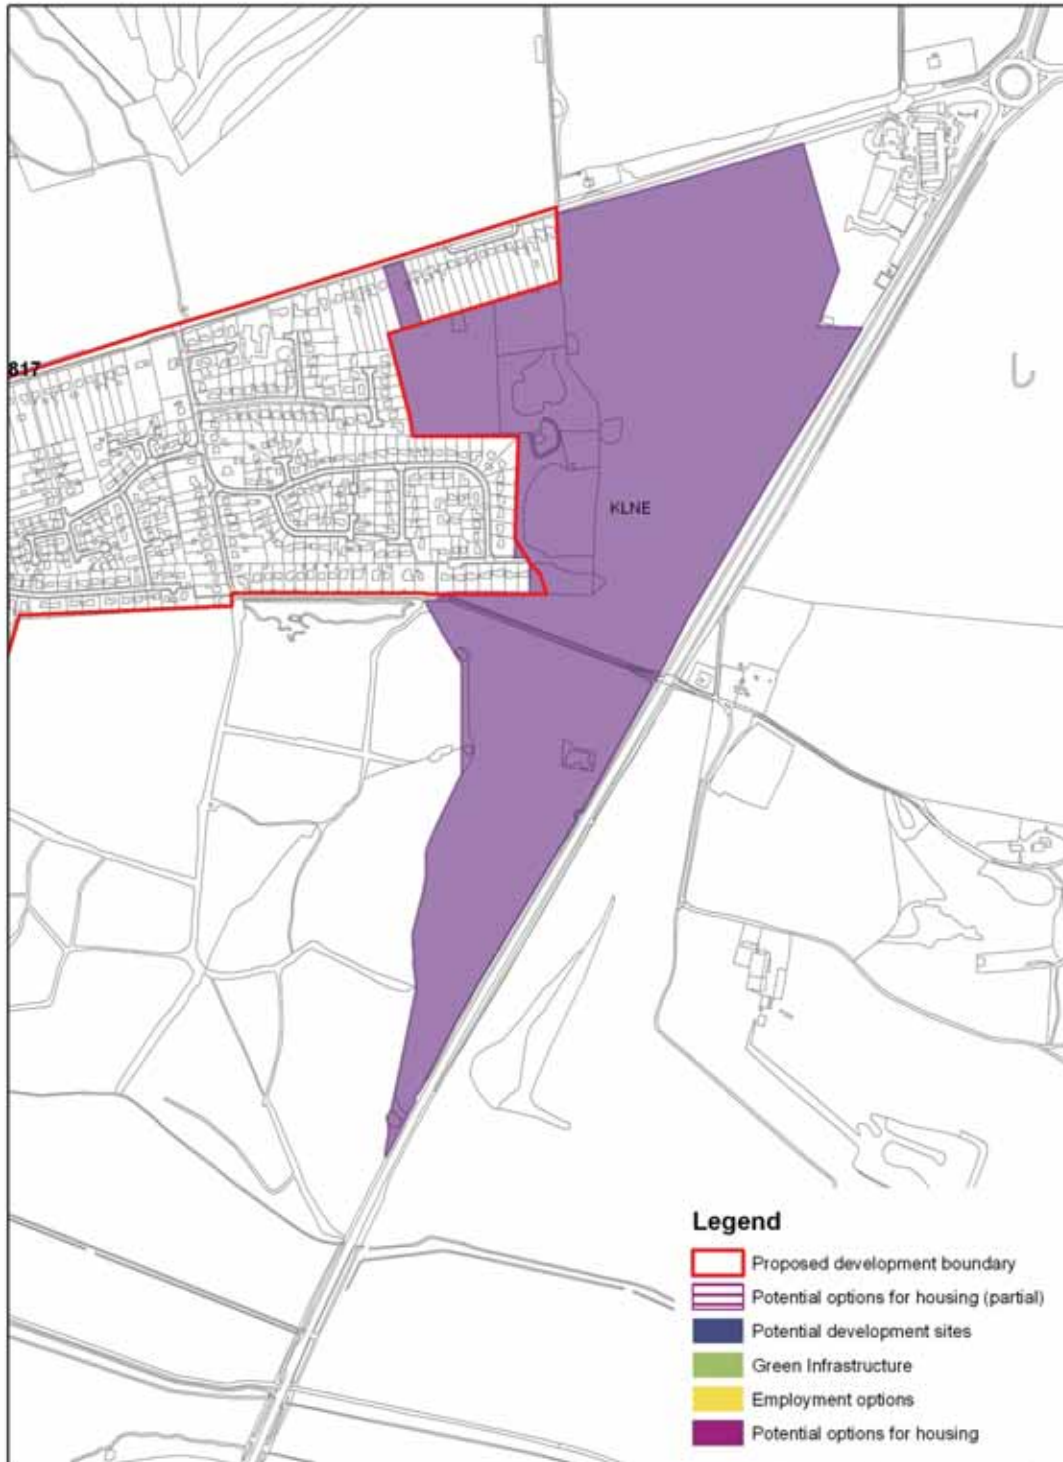 817
KLNE
Legend
Proposed development boundary
Potential options for housing (partial)
Potential development sites
Green Infrastructure
Employment options
Potential options for housing